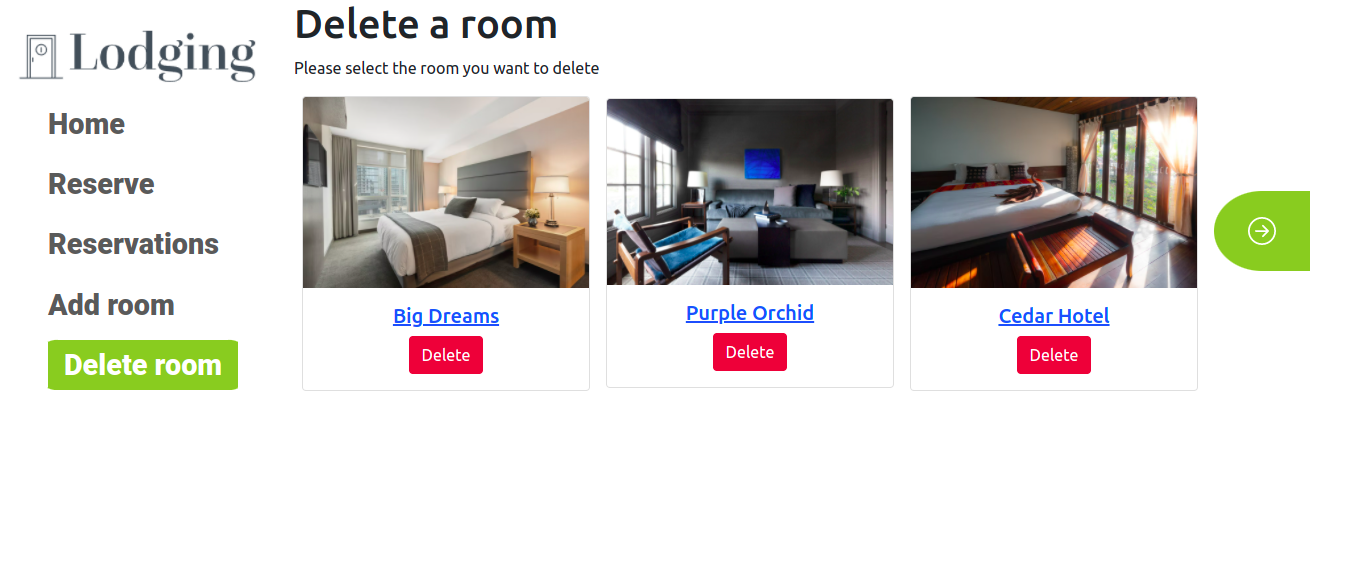 Lodging
Home
Reserve
Reservations
Add room
Delete room
Delete a room
Please select the room you want to delete
Big Dreams
Delete
Purple Orchid
Delete
Cedar Hotel
Delete